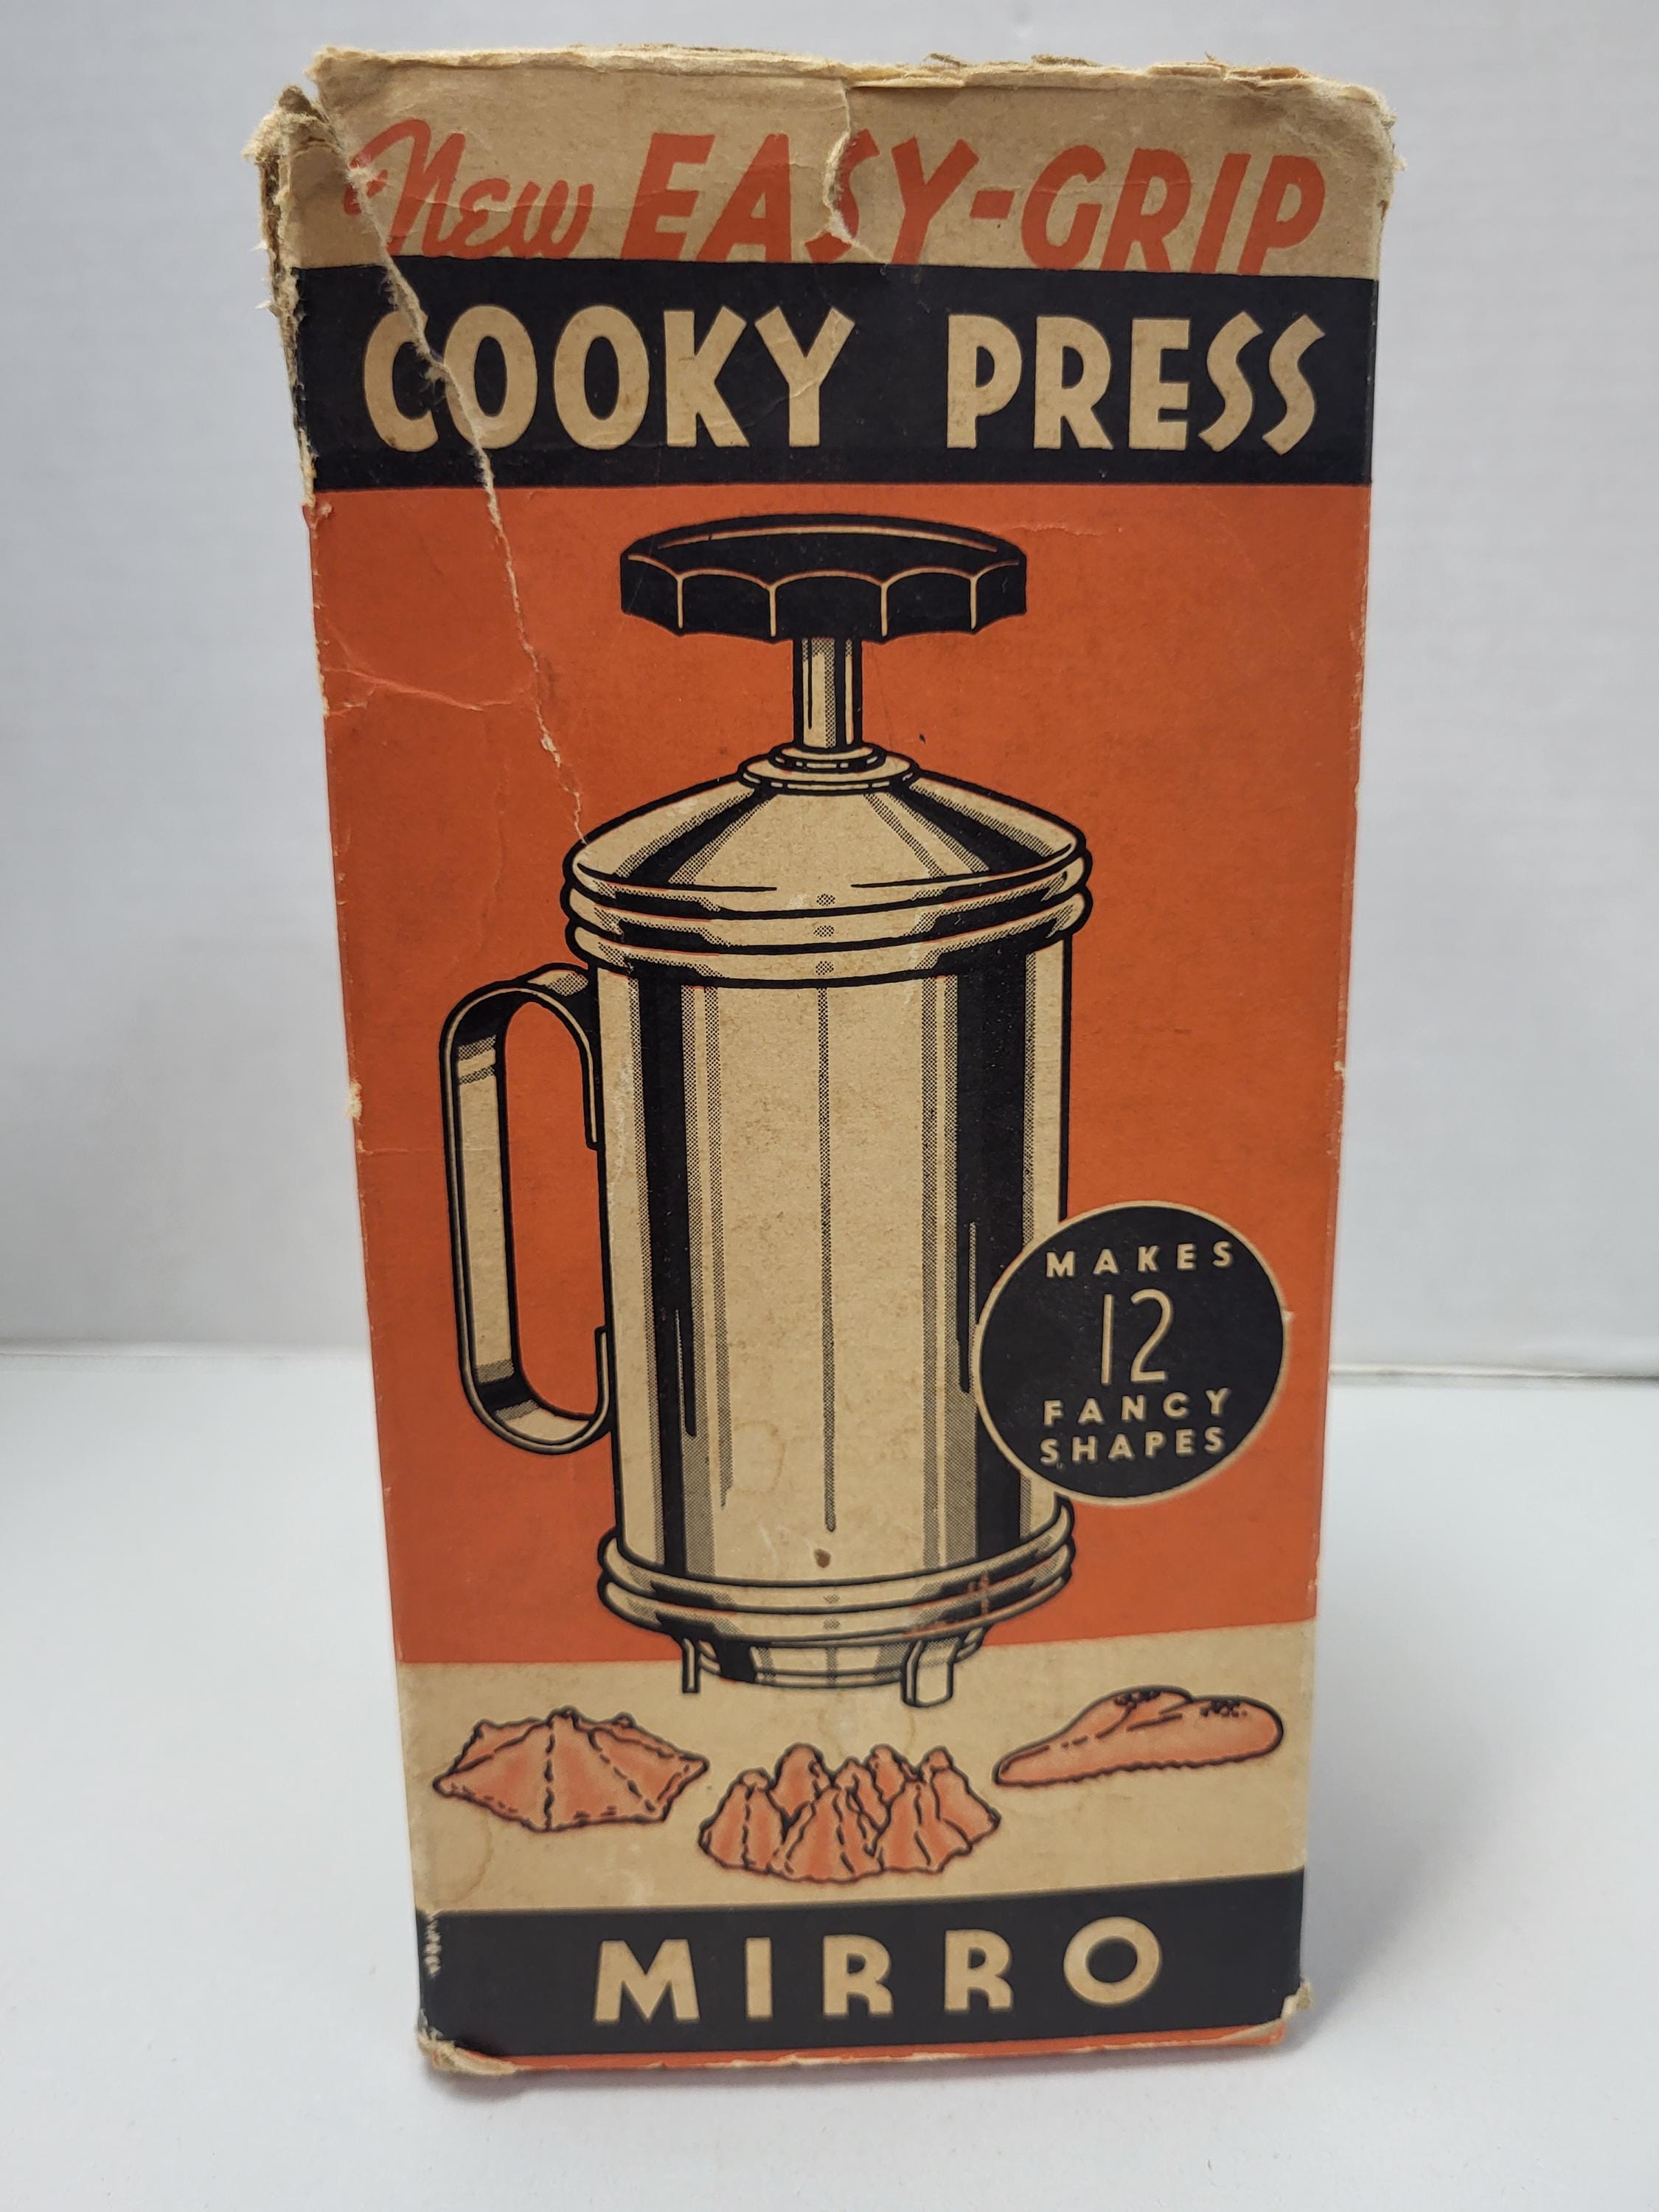 New EASY-GRIP
COOKY PRESS
MAKES
12
FANCY
SHAPES
MIRRO